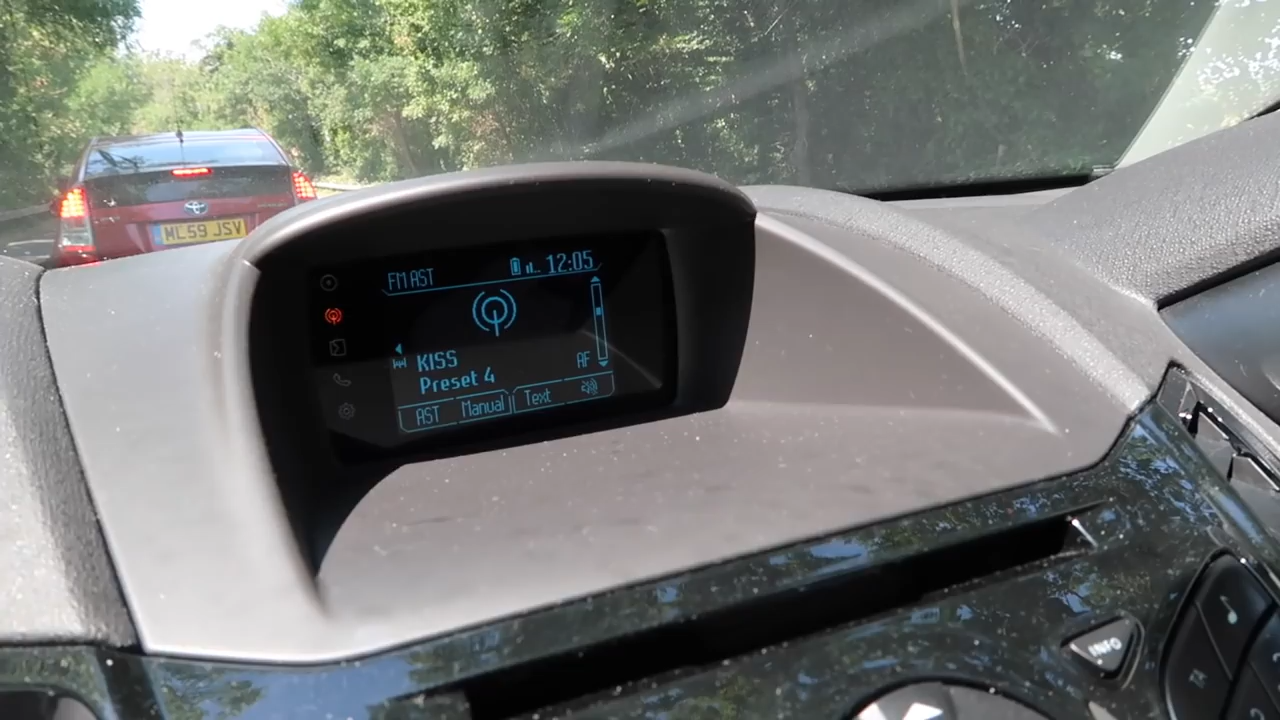 ML59 JSV
FM AST
12:05
KISS
AF
Preset 4
AST Manual Text
INFO